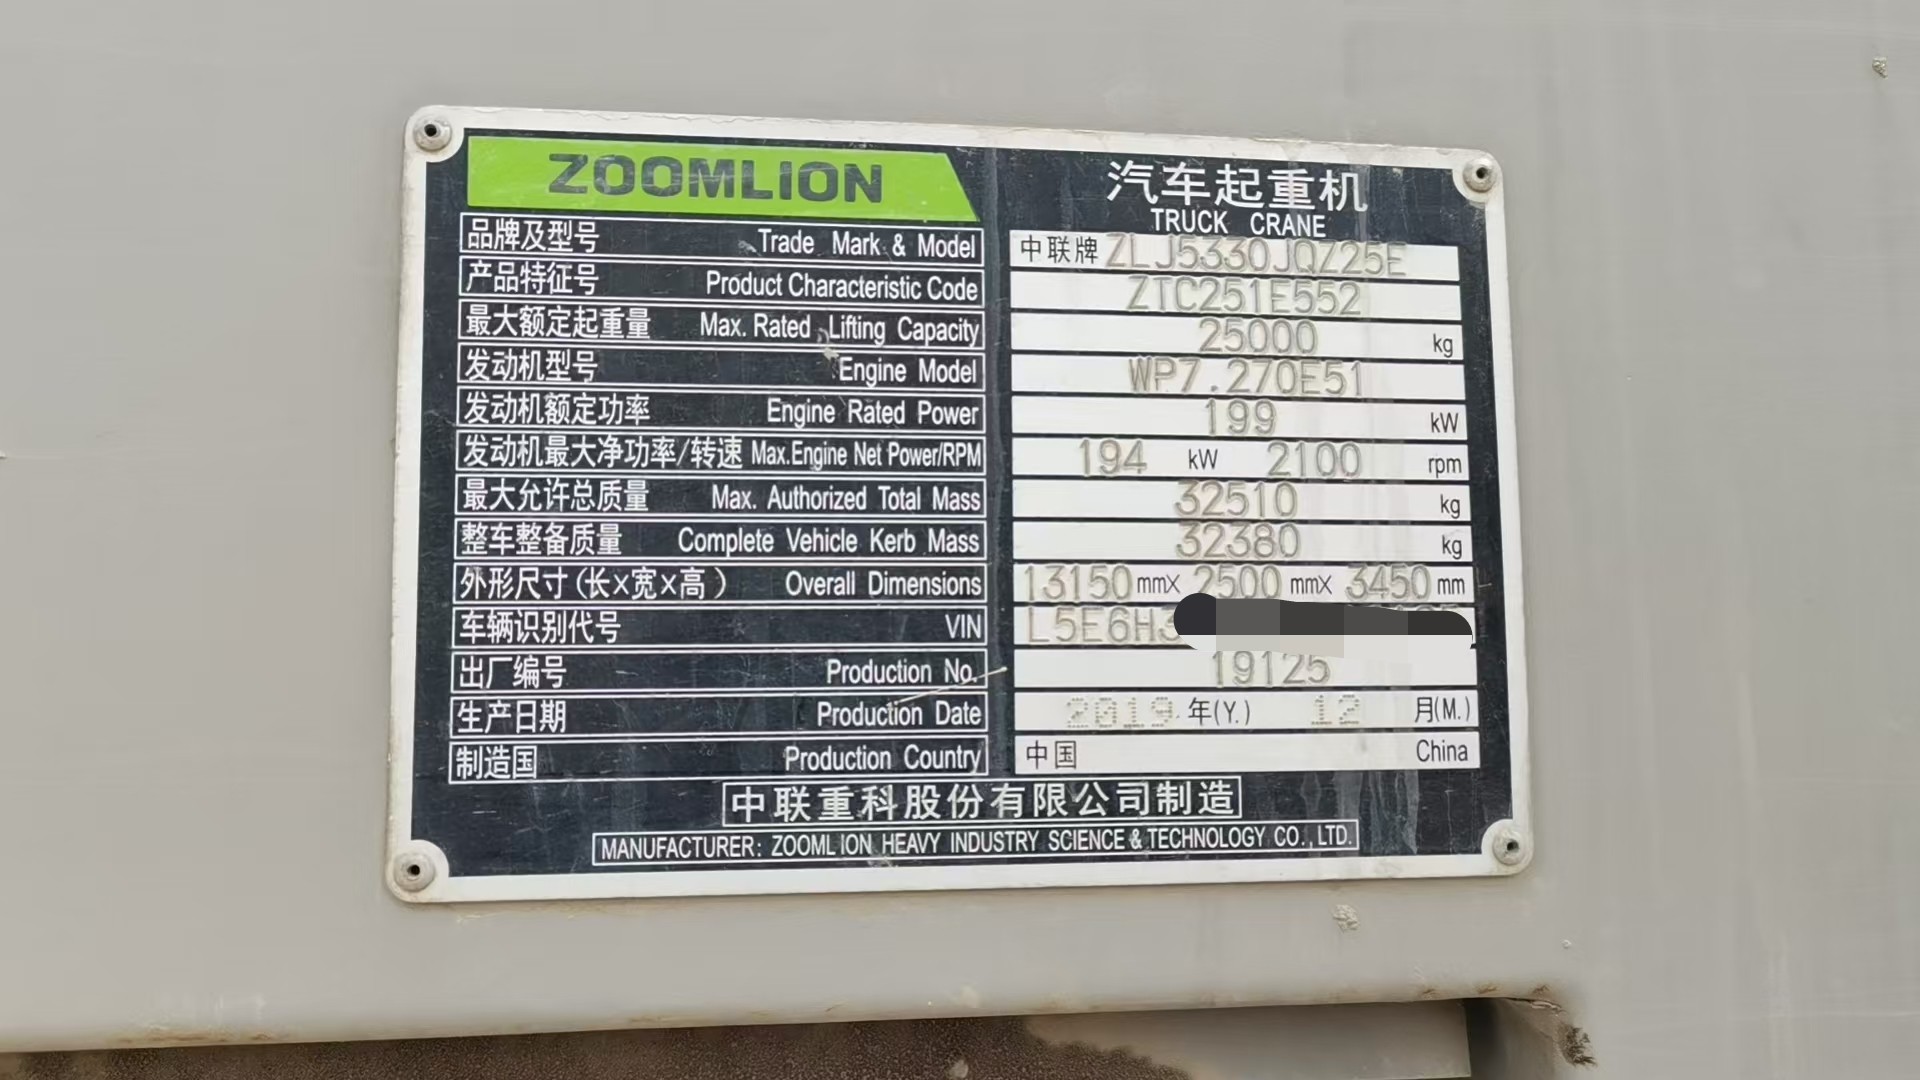 ZOOMLION
汽车起重机
TRUCK CRANE
品牌及型号 Trade Mark & Model 中联牌 ZLJ5330JQZ25E
产品特征号 Product Characteristic Code ZTC251E552
最大额定起重量 Max. Rated Lifting Capacity 25000 kg
发动机型号 Engine Model WP7.270E51
发动机额定功率 Engine Rated Power 199 kW
发动机最大净功率/转速 Max.Engine Net Power/RPM 194 kW 2100 rpm
最大允许总质量 Max. Authorized Total Mass 32510 kg
整车整备质量 Complete Vehicle Kerb Mass 32380 kg
外形尺寸(长×宽×高) Overall Dimensions 13150 mm× 2500 mm× 3450 mm
车辆识别代号 VIN L5E6H3
出厂编号 Production No. 19125
生产日期 Production Date 2019 年(Y.) 12 月(M.)
制造国 Production Country 中国 China
中联重科股份有限公司制造
MANUFACTURER: ZOOMLION HEAVY INDUSTRY SCIENCE & TECHNOLOGY CO., LTD.